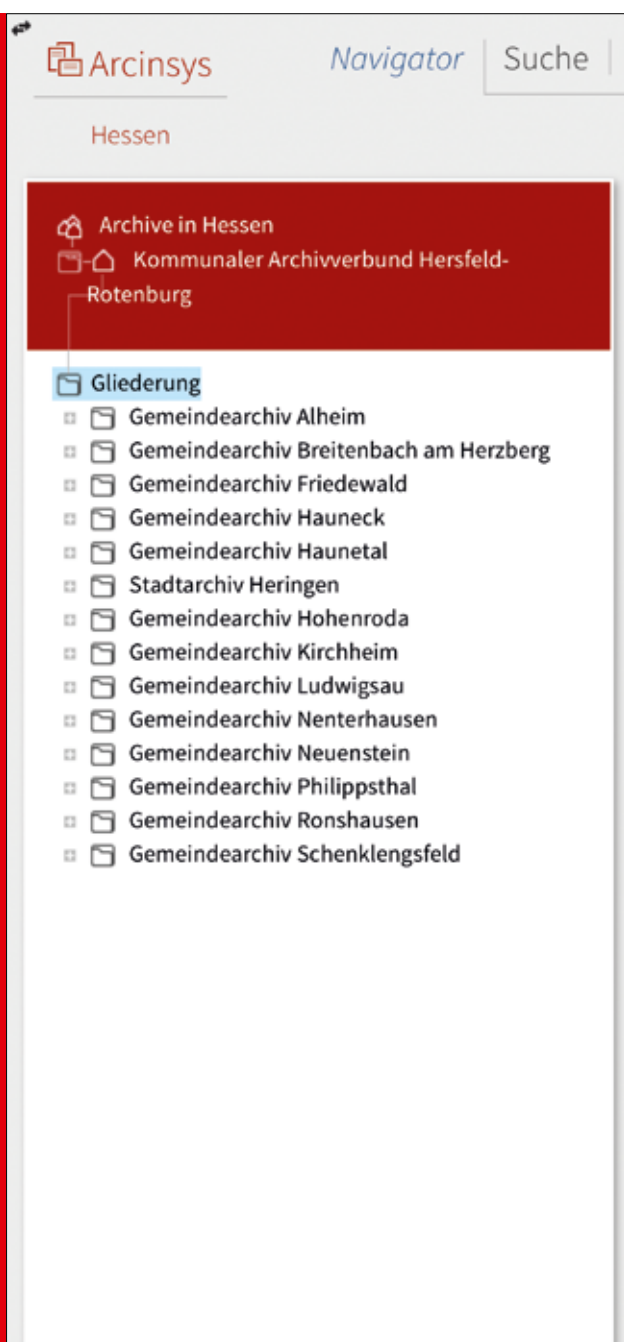 Arcinsys
Navigator
Suche
Hessen
Archive in Hessen
Kommunaler Archivverbund Hersfeld-
Rotenburg
Gliederung
Gemeindearchiv Alheim
Gemeindearchiv Breitenbach am Herzberg
Gemeindearchiv Friedewald
Gemeindearchiv Hauneck
Gemeindearchiv Haunetal
Stadtarchiv Heringen
Gemeindearchiv Hohenroda
Gemeindearchiv Kirchheim
Gemeindearchiv Ludwigsau
Gemeindearchiv Nenterhausen
Gemeindearchiv Neuenstein
Gemeindearchiv Philippsthal
Gemeindearchiv Ronshausen
Gemeindearchiv Schenklengsfeld